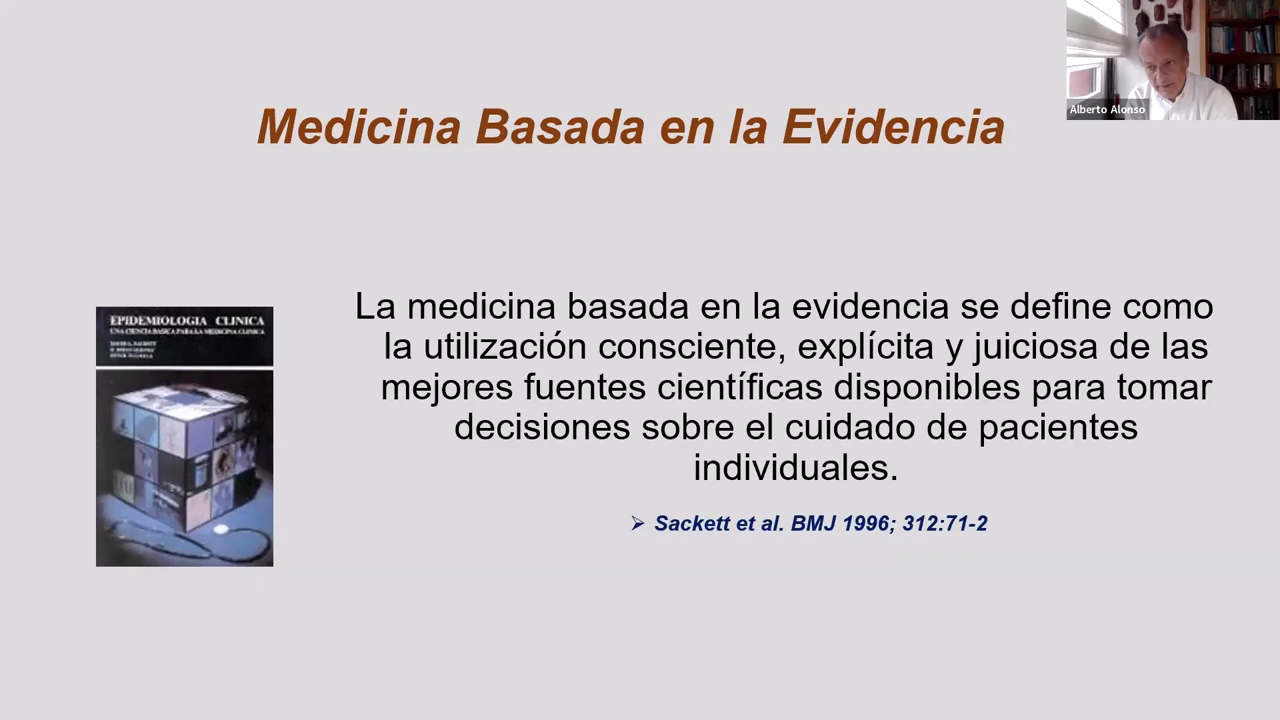 Alberto Alonso
Medicina Basada en la Evidencia
La medicina basada en la evidencia se define como
la utilización consciente, explícita y juiciosa de las
mejores fuentes científicas disponibles para tomar
decisiones sobre el cuidado de pacientes
individuales.
➢ Sackett et al. BMJ 1996; 312:71-2
EPIDEMIOLOGIA CLINICA
UNA CIENCIA BASICA PARA LA MEDICINA CLINICA